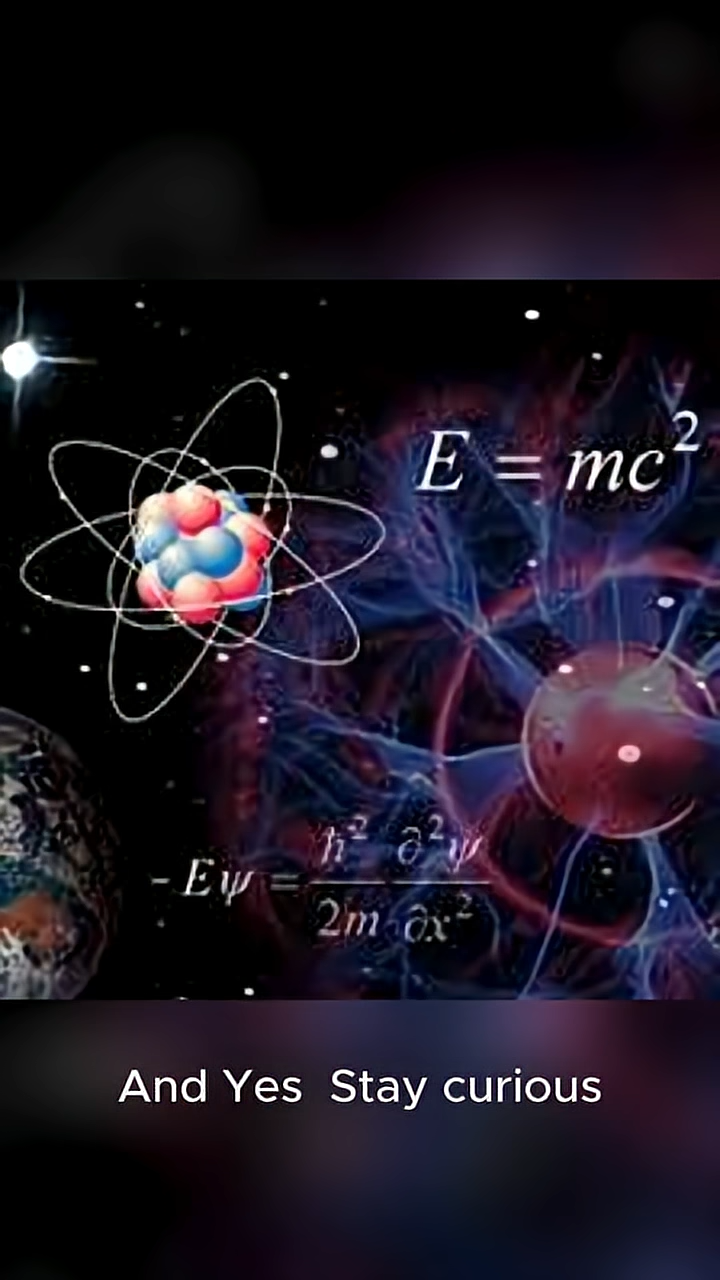 E = mc²
- Eψ = ħ²/2m ∂²ψ/∂x²
And Yes  Stay curious